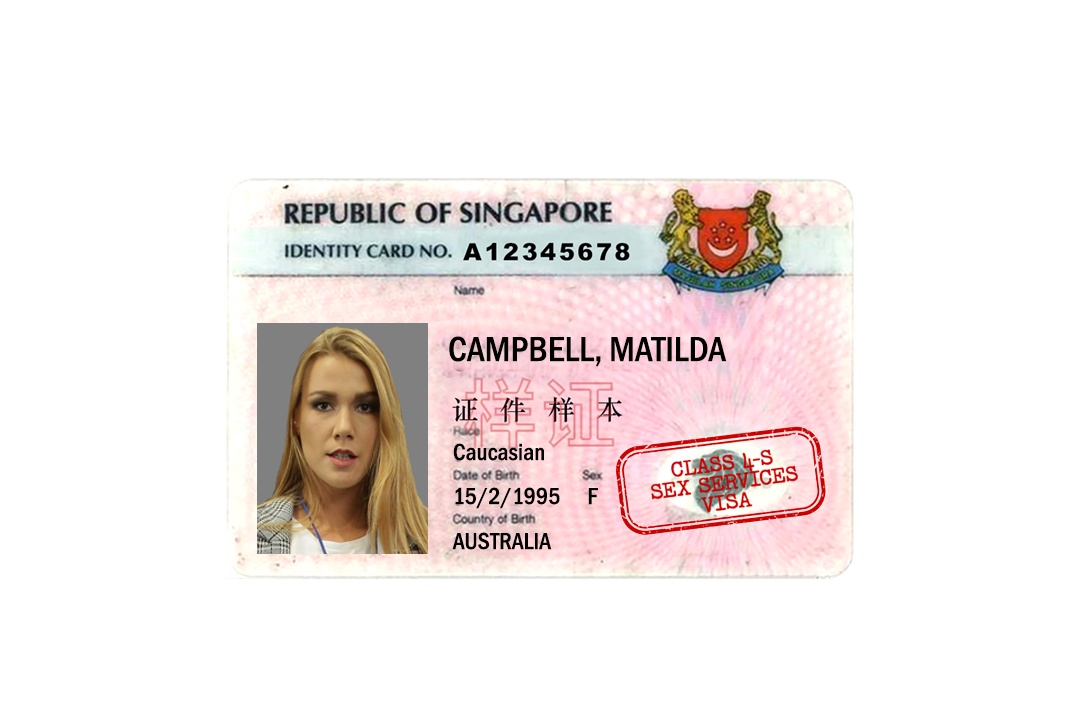 REPUBLIC OF SINGAPORE
IDENTITY CARD NO. A12345678
Name
CAMPBELL, MATILDA
样证
证件样本
Race
Caucasian
Date of Birth Sex
15/2/1995 F
Country of Birth
AUSTRALIA
CLASS 4-S
SEX SERVICES
VISA